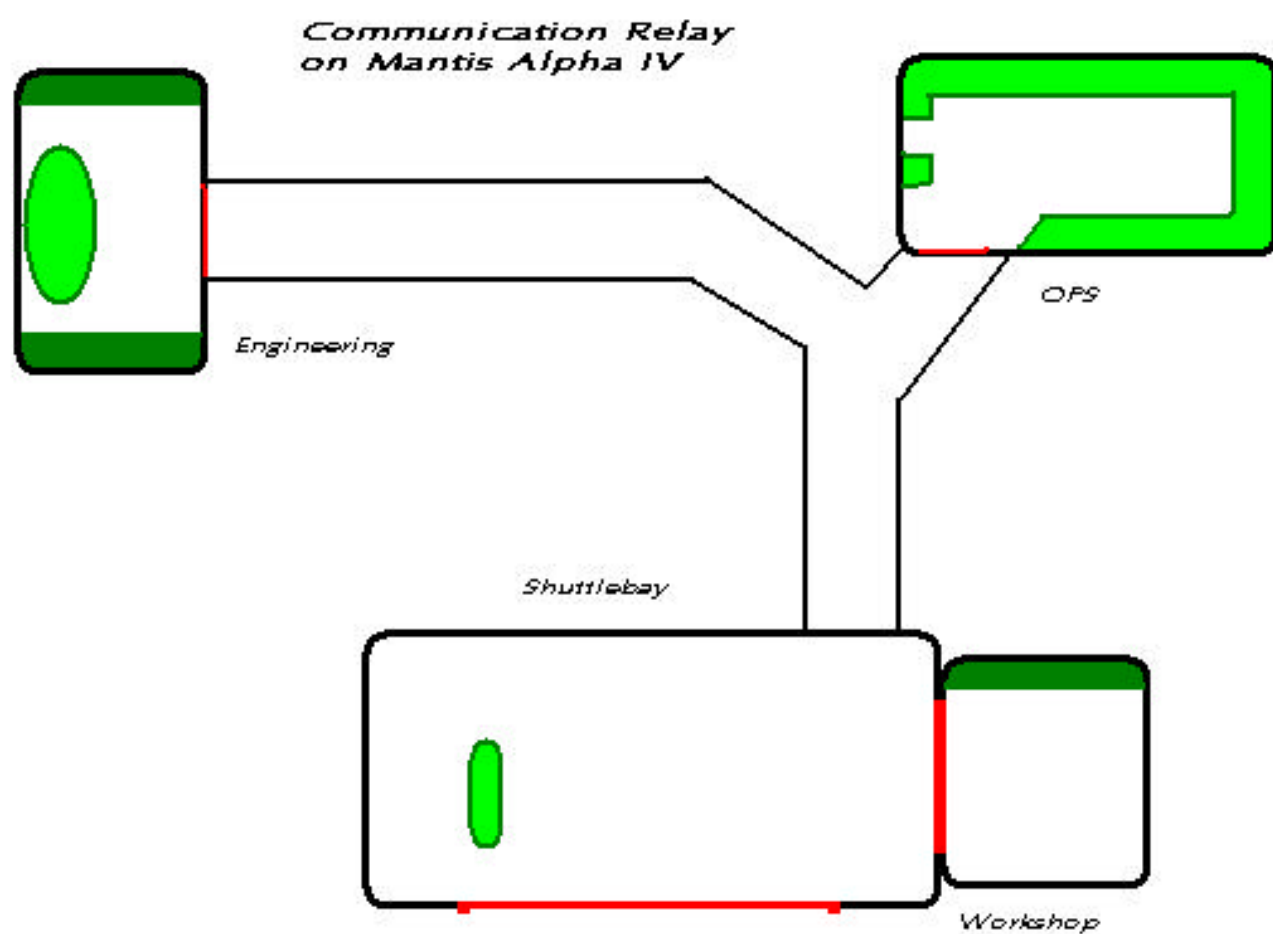 Communication Relay
on Mantis Alpha IV
OPS
Engineering
Shuttlebay
Workshop